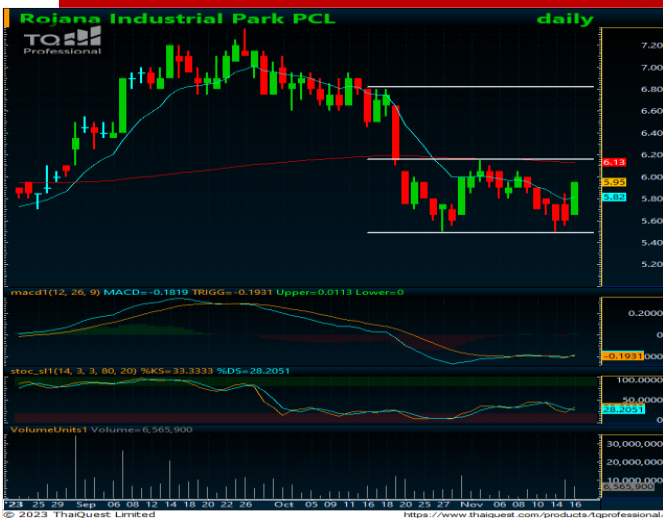 Rojana Industrial Park PCL daily
TQ
Professional
7.20
7.00
6.80
6.60
6.40
6.20
6.13
6.00
5.95
5.82
5.60
5.40
5.20
macd1(12, 26, 9) MACD=-0.1819 TRIGG=-0.1931 Upper=0.0113 Lower=0
0.2000
-0.1931
stoc_sl1(14, 3, 3, 80, 20) %KS=33.3333 %DS=28.2051
100.0000
50.0000
28.2051
VolumeUnits1 Volume=6,565,900
30,000,000
20,000,000
10,000,000
6,565,900
'23 25 29 Sep 06 08 12 14 18 20 22 26 Oct 05 09 11 16 18 20 25 27 Nov 06 08 10 14 16
© 2023 ThaiQuest Limited https://www.thaiquest.com/products/tqprofessional/